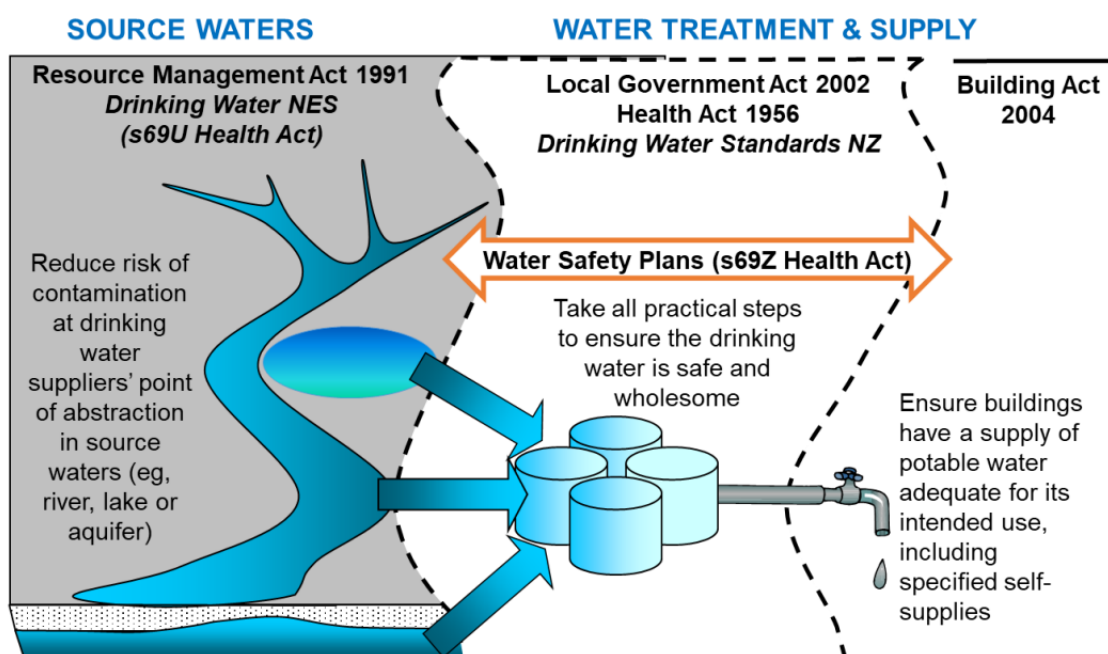 SOURCE WATERS
WATER TREATMENT & SUPPLY
Resource Management Act 1991
Drinking Water NES
(s69U Health Act)
Local Government Act 2002
Health Act 1956
Drinking Water Standards NZ
Building Act
2004
Water Safety Plans (s69Z Health Act)
Reduce risk of
contamination
at drinking
water
suppliers’ point
of abstraction
in source
waters (eg,
river, lake or
aquifer)
Take all practical steps
to ensure the drinking
water is safe and
wholesome
Ensure buildings
have a supply of
potable water
adequate for its
intended use,
including
specified self-
supplies